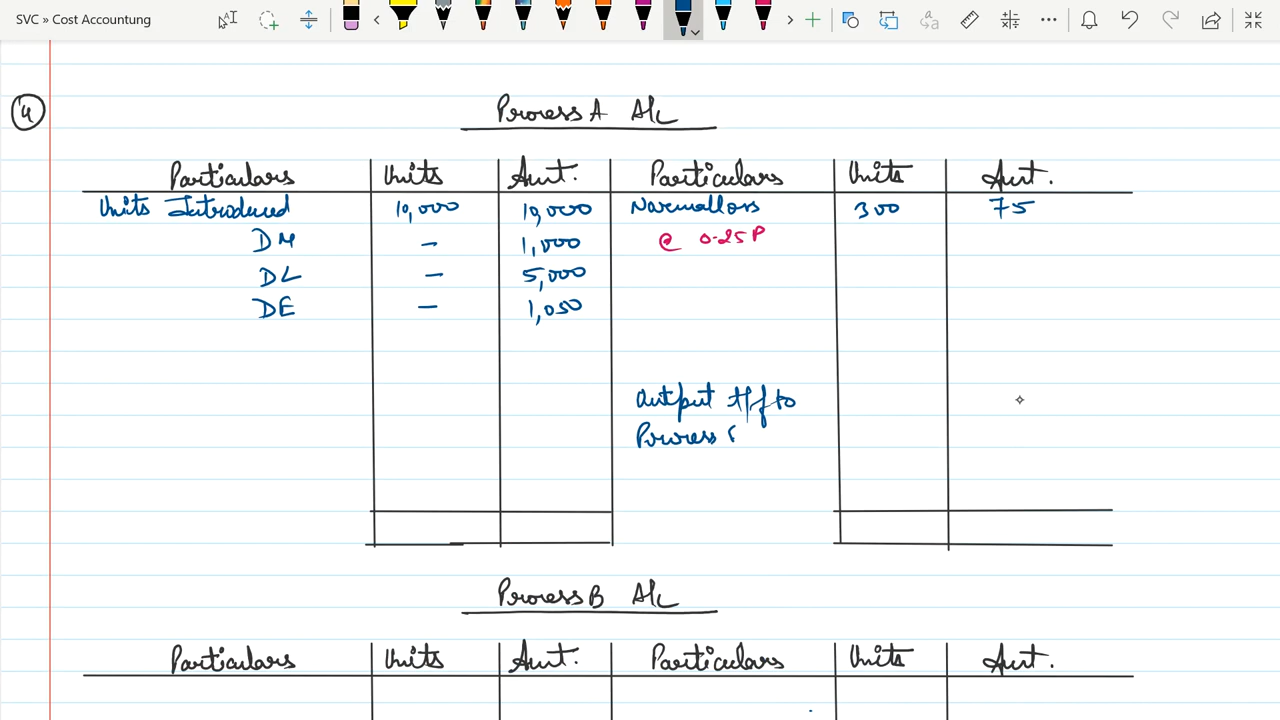 SVC » Cost Accountung
4
Process A A/c
Particulars Units Amt. Particulars Units Amt.
Units Introduced 10,000 10,000 Normal loss 300 75
DM - 1,000 @ 0.25 P
DL - 5,000
DE - 1,050
Output t/f to
Process
Process B A/c
Particulars Units Amt. Particulars Units Amt.